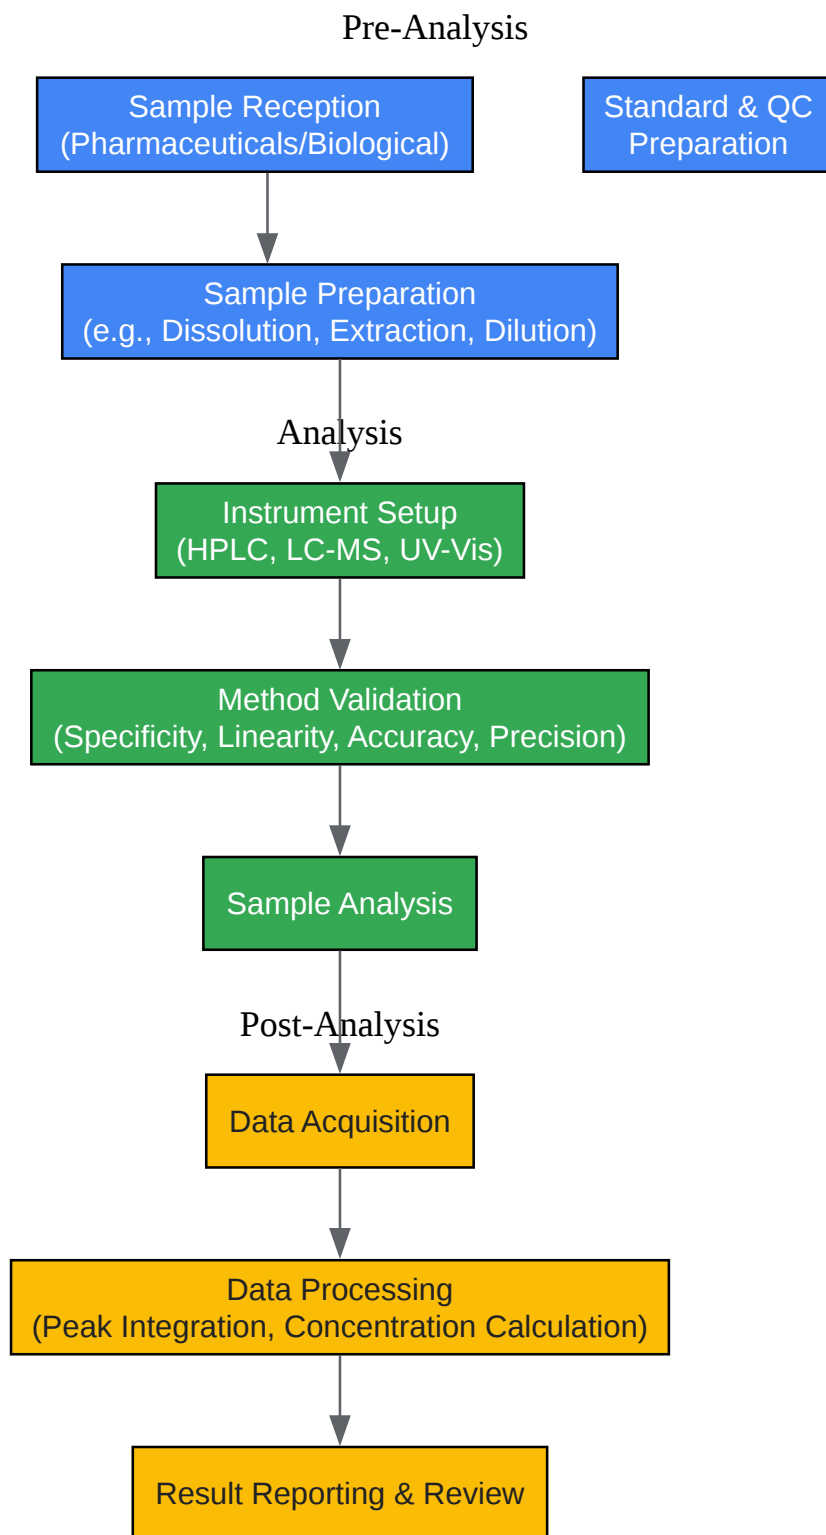 Pre-Analysis
Sample Reception
(Pharmaceuticals/Biological)
Standard & QC
Preparation
Sample Preparation
(e.g., Dissolution, Extraction, Dilution)
Analysis
Instrument Setup
(HPLC, LC-MS, UV-Vis)
Method Validation
(Specificity, Linearity, Accuracy, Precision)
Sample Analysis
Post-Analysis
Data Acquisition
Data Processing
(Peak Integration, Concentration Calculation)
Result Reporting & Review